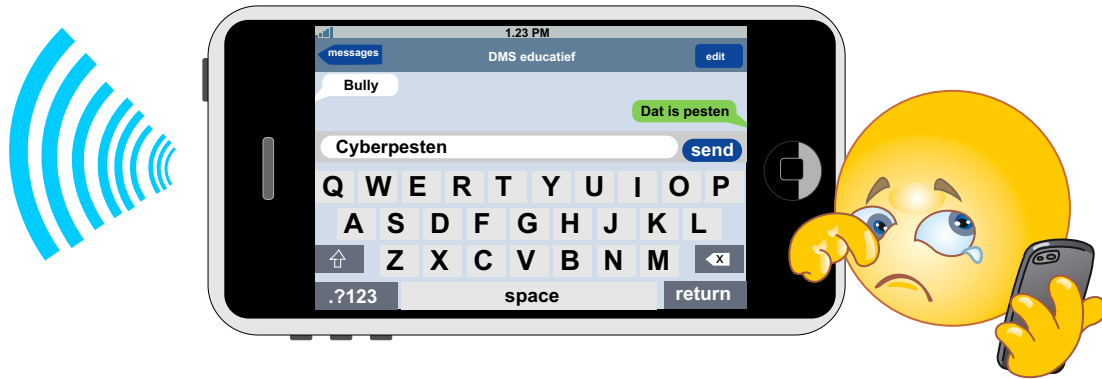 1.23 PM
messages DMS educatief edit
Bully
Dat is pesten
Cyberpesten send
Q W E R T Y U I O P
A S D F G H J K L
Z X C V B N M X
.?123 space return